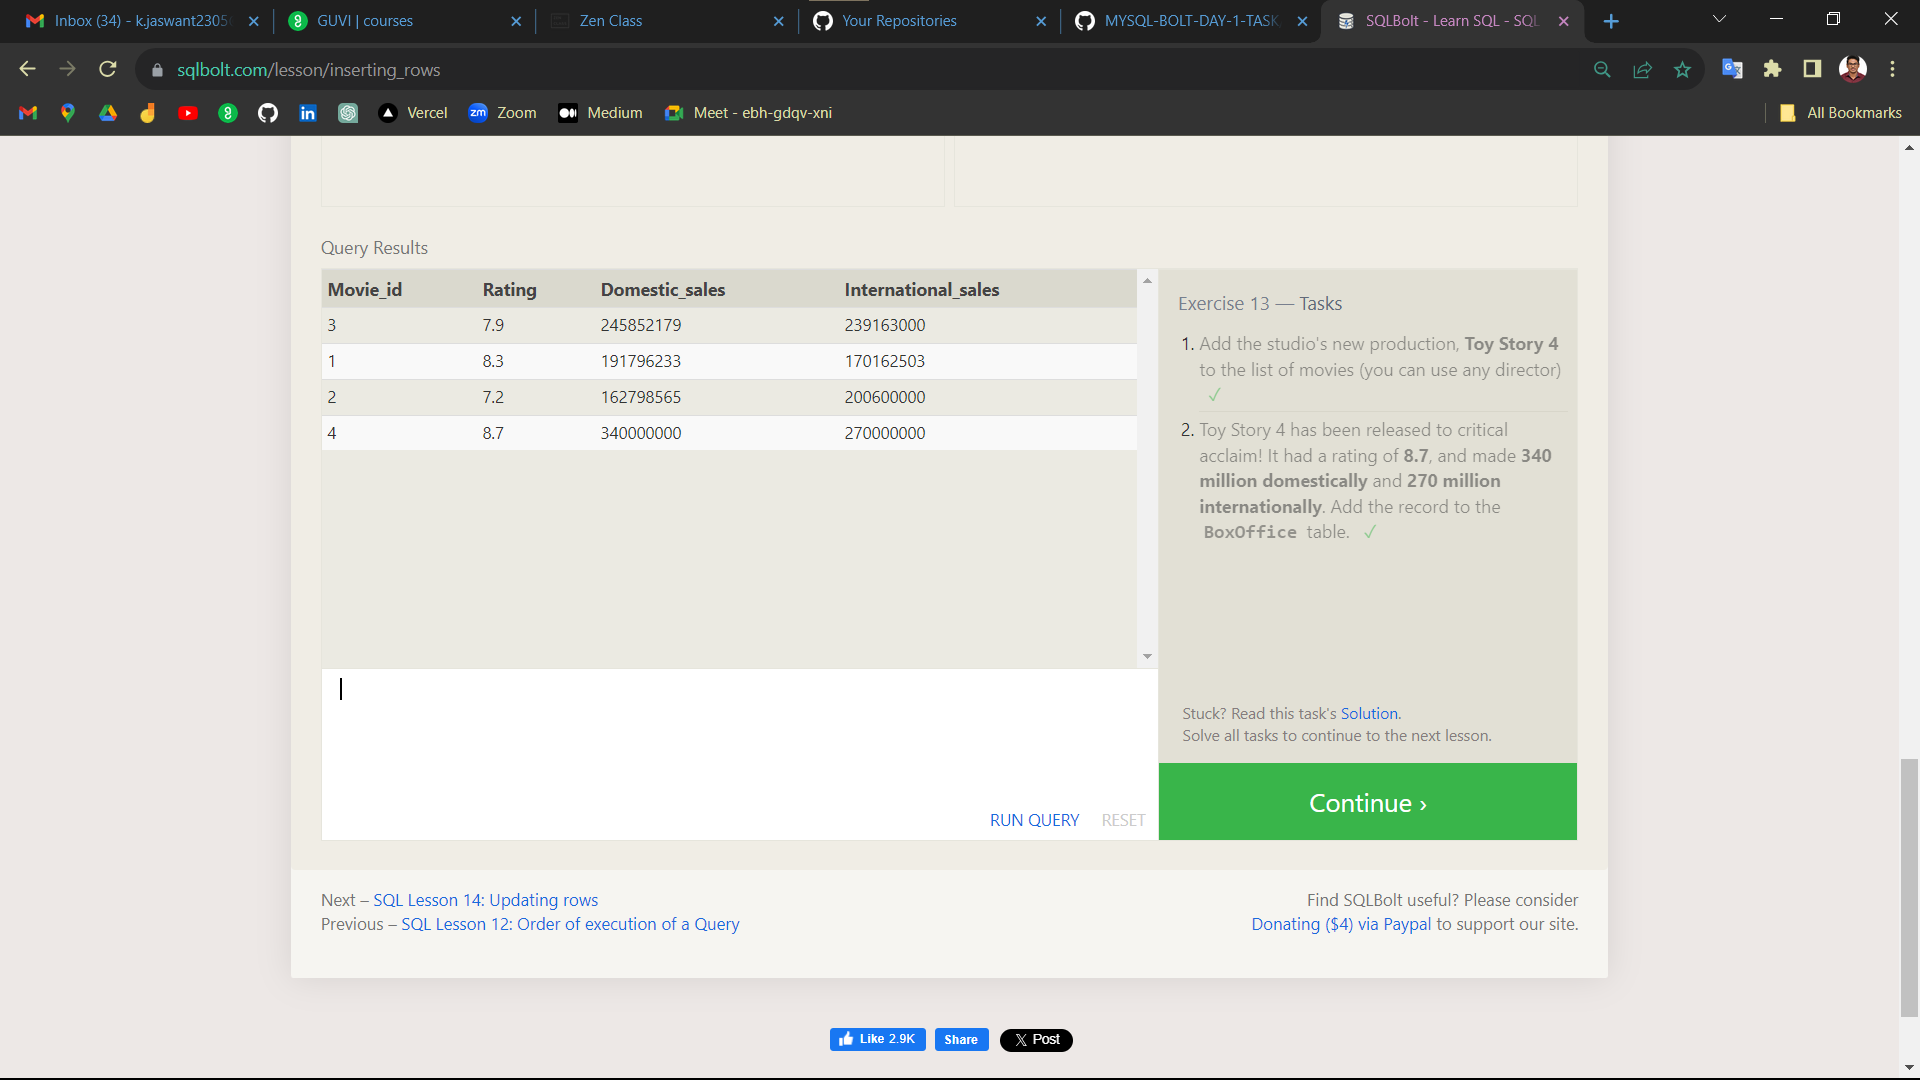 Inbox (34) - k.jaswant2305
GUVI | courses
Zen Class
Your Repositories
MYSQL-BOLT-DAY-1-TASK
SQLBolt - Learn SQL - SQL
sqlbolt.com/lesson/inserting_rows
Vercel
Zoom
Medium
Meet - ebh-gdqv-xni
All Bookmarks
Query Results
Movie_id Rating Domestic_sales International_sales
3 7.9 245852179 239163000
1 8.3 191796233 170162503
2 7.2 162798565 200600000
4 8.7 340000000 270000000
RUN QUERY RESET
Exercise 13 — Tasks
1. Add the studio's new production, Toy Story 4
to the list of movies (you can use any director)
✓
2. Toy Story 4 has been released to critical
acclaim! It had a rating of 8.7, and made 340
million domestically and 270 million
internationally. Add the record to the
BoxOffice table. ✓
Stuck? Read this task's Solution.
Solve all tasks to continue to the next lesson.
Continue ›
Next – SQL Lesson 14: Updating rows
Previous – SQL Lesson 12: Order of execution of a Query
Find SQLBolt useful? Please consider
Donating ($4) via Paypal to support our site.
Like 2.9K
Share
X Post